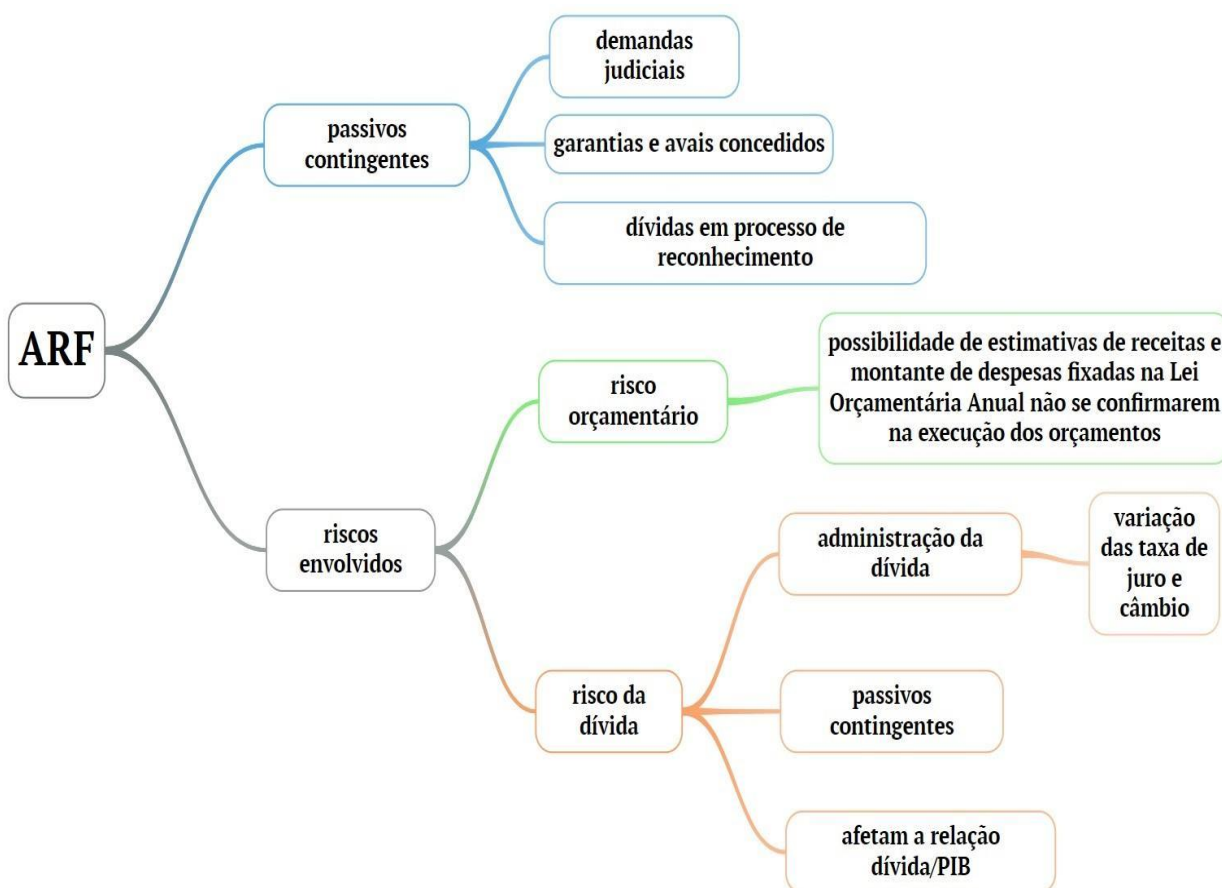 demandas
judiciais
passivos
contingentes
garantias e avais concedidos
dívidas em processo de
reconhecimento
ARF
possibilidade de estimativas de receitas e
montante de despesas fixadas na Lei
Orçamentária Anual não se confirmarem
na execução dos orçamentos
risco
orçamentário
riscos
envolvidos
administração da
dívida
variação
das taxa de
juro e
câmbio
risco da
dívida
passivos
contingentes
afetam a relação
dívida/PIB